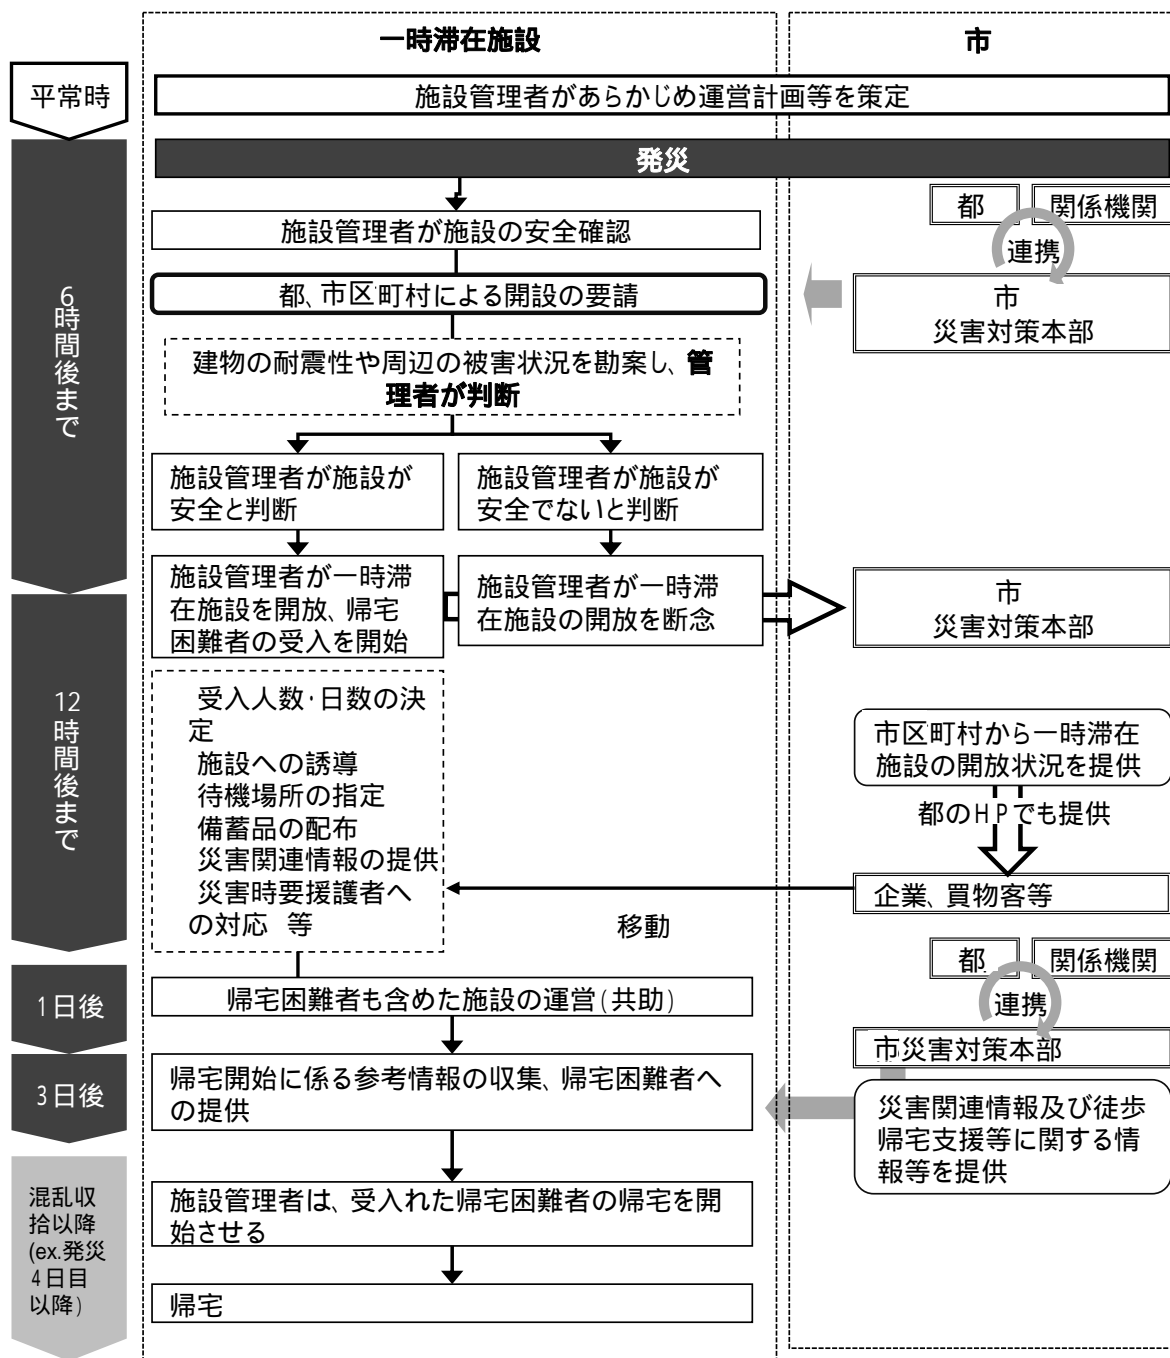 一時滞在施設
市
平常時
施設管理者があらかじめ運営計画等を策定
発災
6時間後まで
施設管理者が施設の安全確認
都
関係機関
連携
都、市区町村による開設の要請
市
災害対策本部
建物の耐震性や周辺の被害状況を勘案し、管
理者が判断
施設管理者が施設が
安全と判断
施設管理者が施設が
安全でないと判断
施設管理者が一時滞
在施設を開放、帰宅
困難者の受入を開始
施設管理者が一時滞
在施設の開放を断念
市
災害対策本部
12時間後まで
受入人数・日数の決
定
施設への誘導
待機場所の指定
備蓄品の配布
災害関連情報の提供
災害時要援護者へ
の対応 等
市区町村から一時滞在
施設の開放状況を提供
都のHPでも提供
企業、買物客等
移動
1日後
帰宅困難者も含めた施設の運営(共助)
都
関係機関
連携
市災害対策本部
3日後
帰宅開始に係る参考情報の収集、帰宅困難者へ
の提供
災害関連情報及び徒歩
帰宅支援等に関する情
報等を提供
混乱収
拾以降
(ex.発災
4日目
以降)
施設管理者は、受入れた帰宅困難者の帰宅を開
始させる
帰宅